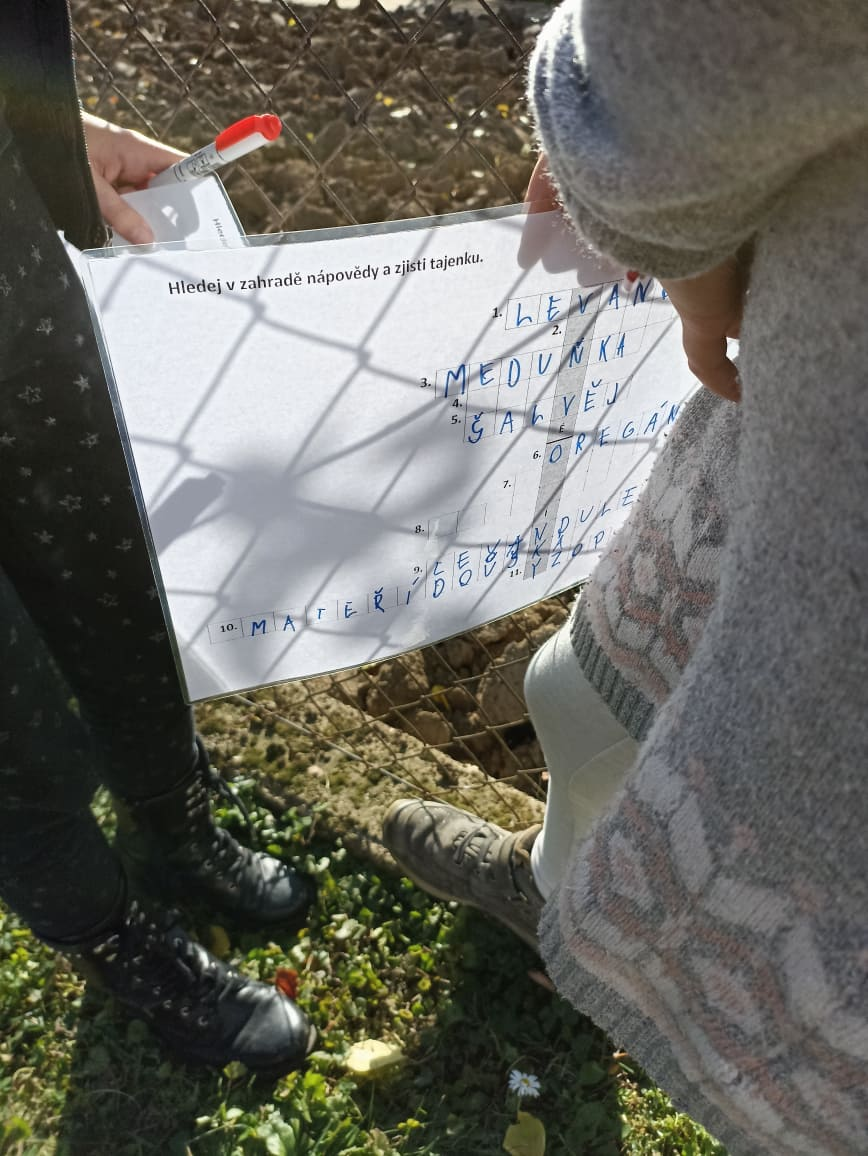 Hledej v zahradě nápovědy a zjisti tajenku.
1. LEVAN
2.
3. MEDUŇKA
4.
5. ŠALVĚJ
É
6. OREGÁN
7.
8.
9. LEVANDULE
10. MATEŘÍDOUŠKA
11. YZOP